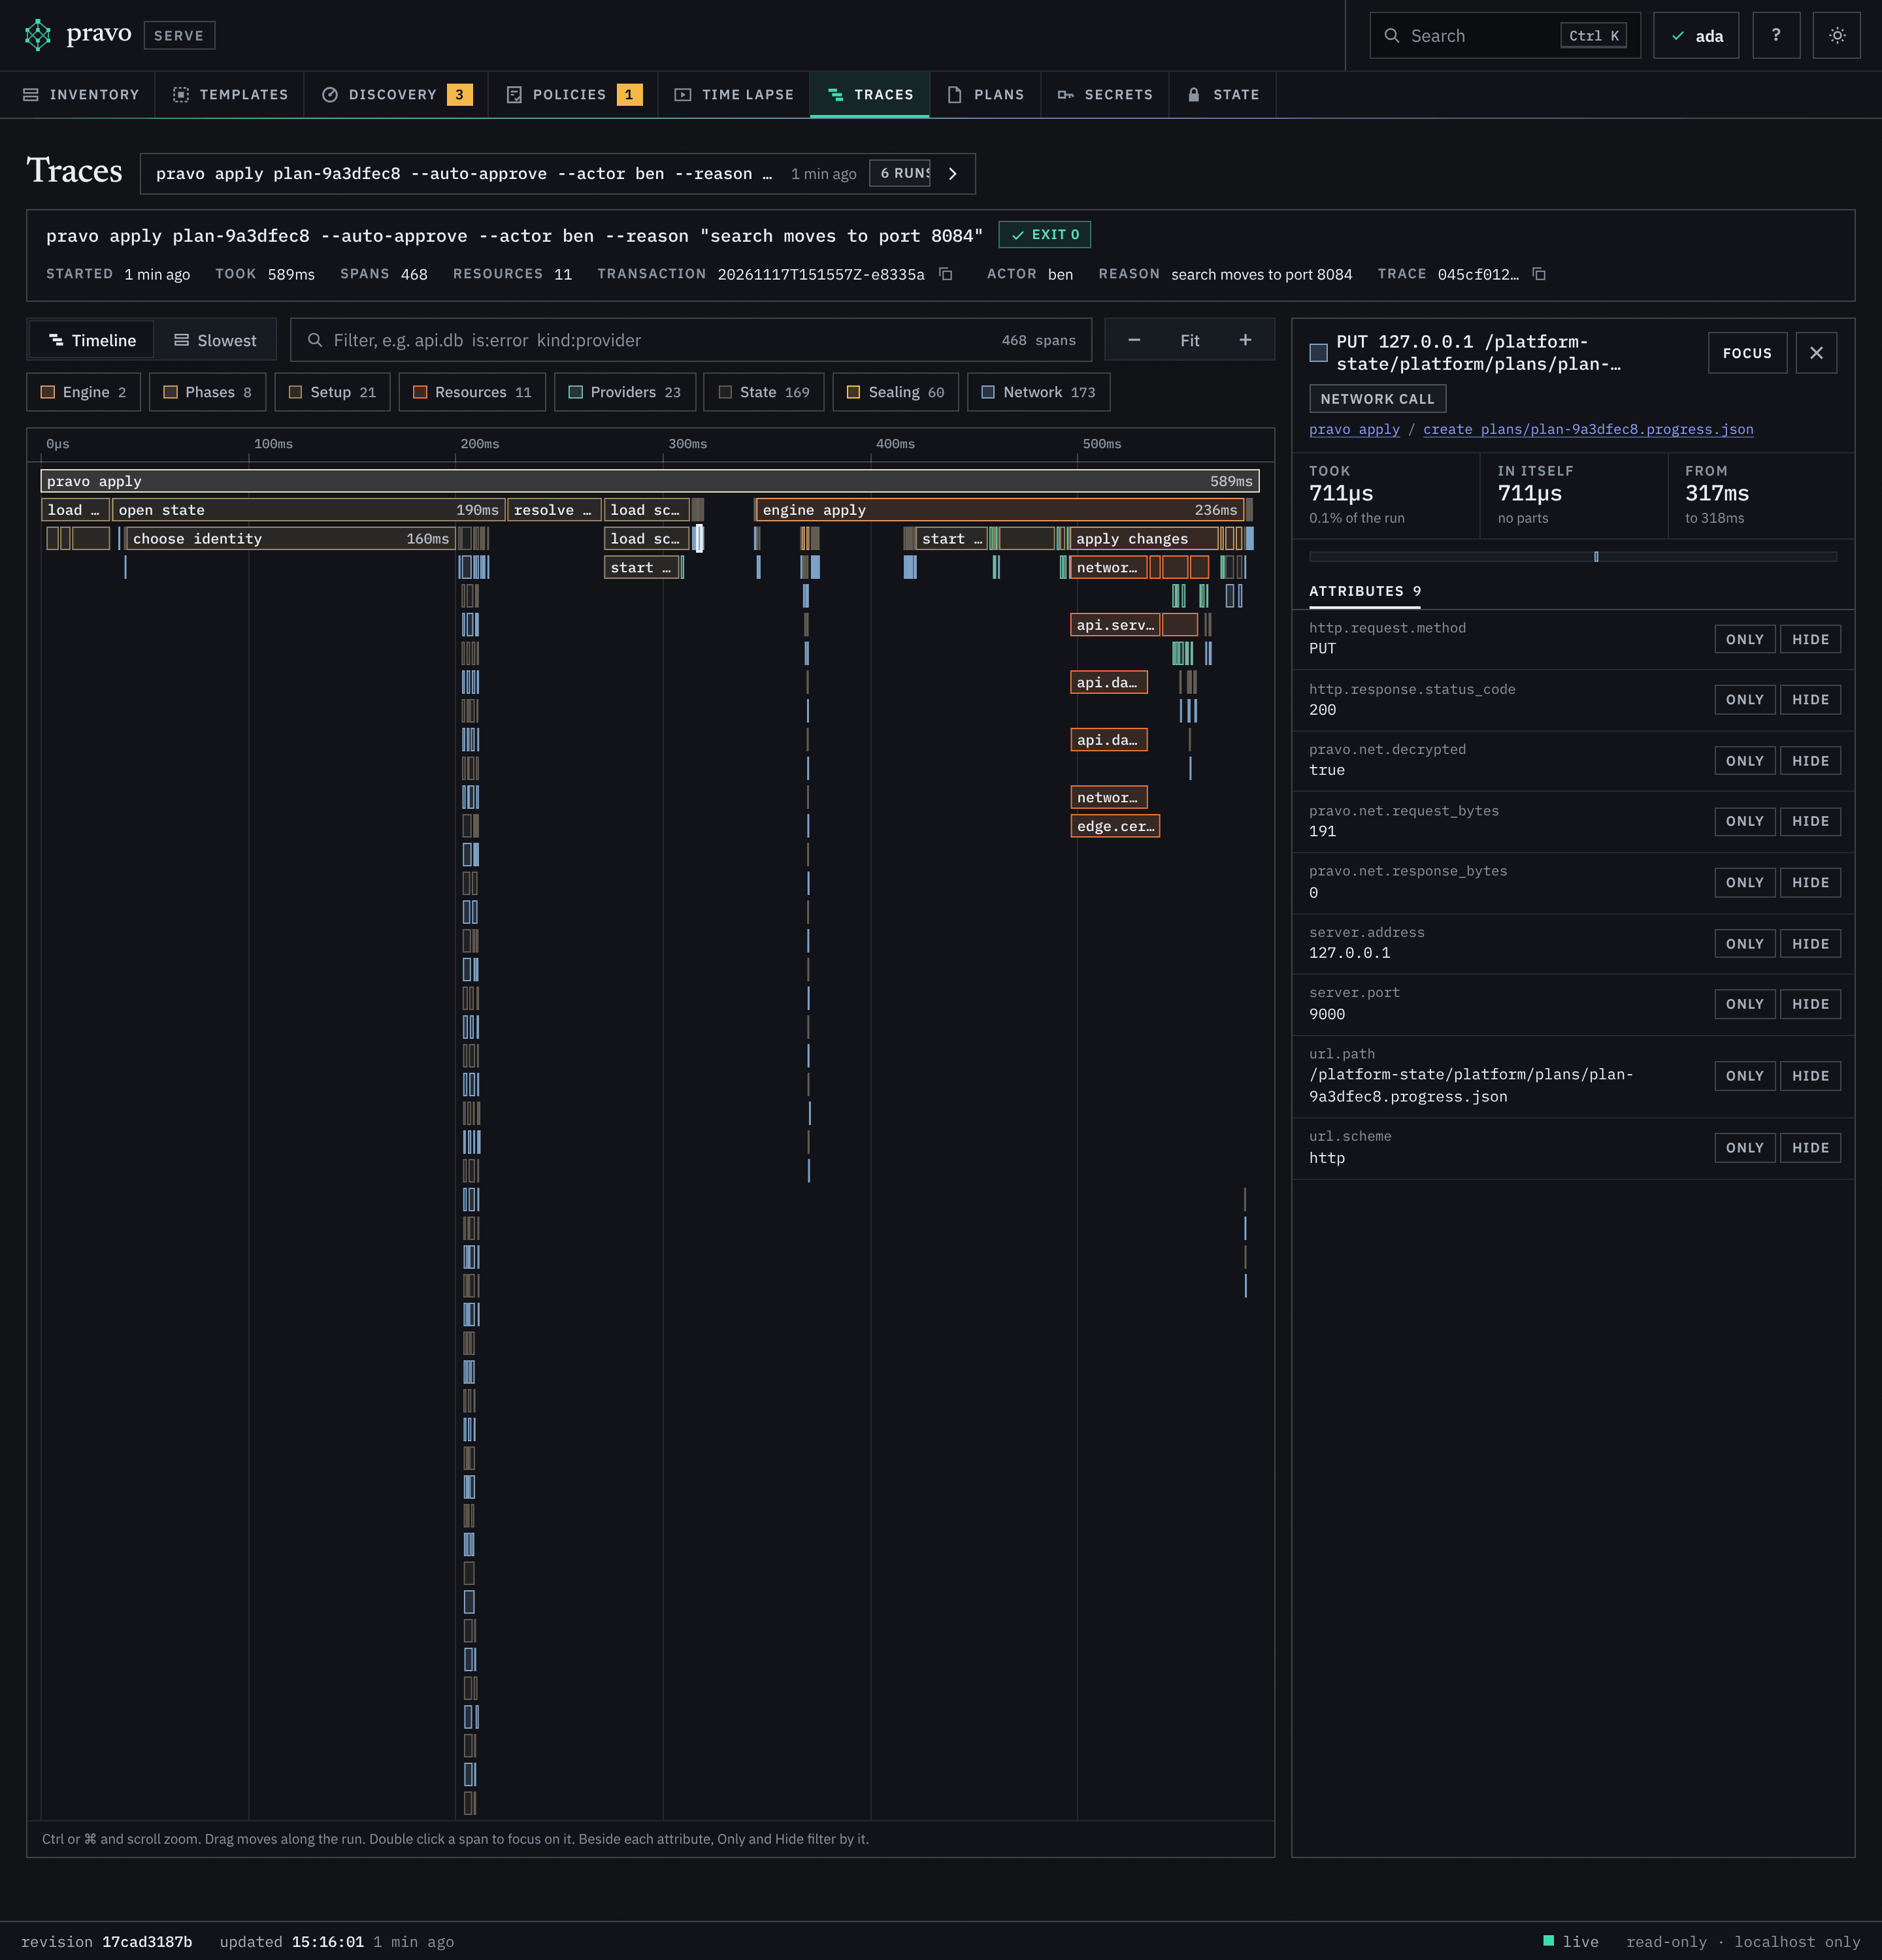 pravo SERVE
Search Ctrl K
ada
?
INVENTORY
TEMPLATES
DISCOVERY 3
POLICIES 1
TIME LAPSE
TRACES
PLANS
SECRETS
STATE
Traces
pravo apply plan-9a3dfec8 --auto-approve --actor ben --reason … 1 min ago 6 RUNS
pravo apply plan-9a3dfec8 --auto-approve --actor ben --reason "search moves to port 8084" EXIT 0
STARTED 1 min ago TOOK 589ms SPANS 468 RESOURCES 11 TRANSACTION 20261117T151557Z-e8335a ACTOR ben REASON search moves to port 8084 TRACE 045cf012…
Timeline
Slowest
Filter, e.g. api.db is:error kind:provider 468 spans
− Fit +
Engine 2
Phases 8
Setup 21
Resources 11
Providers 23
State 169
Sealing 60
Network 173
0µs 100ms 200ms 300ms 400ms 500ms
pravo apply 589ms
load … open state 190ms resolve … load sc… engine apply 236ms
choose identity 160ms load sc… start … apply changes
start … networ…
api.serv…
api.da…
api.da…
networ…
edge.cer…
Ctrl or ⌘ and scroll zoom. Drag moves along the run. Double click a span to focus on it. Beside each attribute, Only and Hide filter by it.
PUT 127.0.0.1 /platform-
state/platform/plans/plan-…
FOCUS
NETWORK CALL
pravo apply / create plans/plan-9a3dfec8.progress.json
TOOK
711µs
0.1% of the run
IN ITSELF
711µs
no parts
FROM
317ms
to 318ms
ATTRIBUTES 9
http.request.method
PUT
ONLY HIDE
http.response.status_code
200
ONLY HIDE
pravo.net.decrypted
true
ONLY HIDE
pravo.net.request_bytes
191
ONLY HIDE
pravo.net.response_bytes
0
ONLY HIDE
server.address
127.0.0.1
ONLY HIDE
server.port
9000
ONLY HIDE
url.path
/platform-state/platform/plans/plan-
9a3dfec8.progress.json
ONLY HIDE
url.scheme
http
ONLY HIDE
revision 17cad3187b updated 15:16:01 1 min ago
live read-only · localhost only